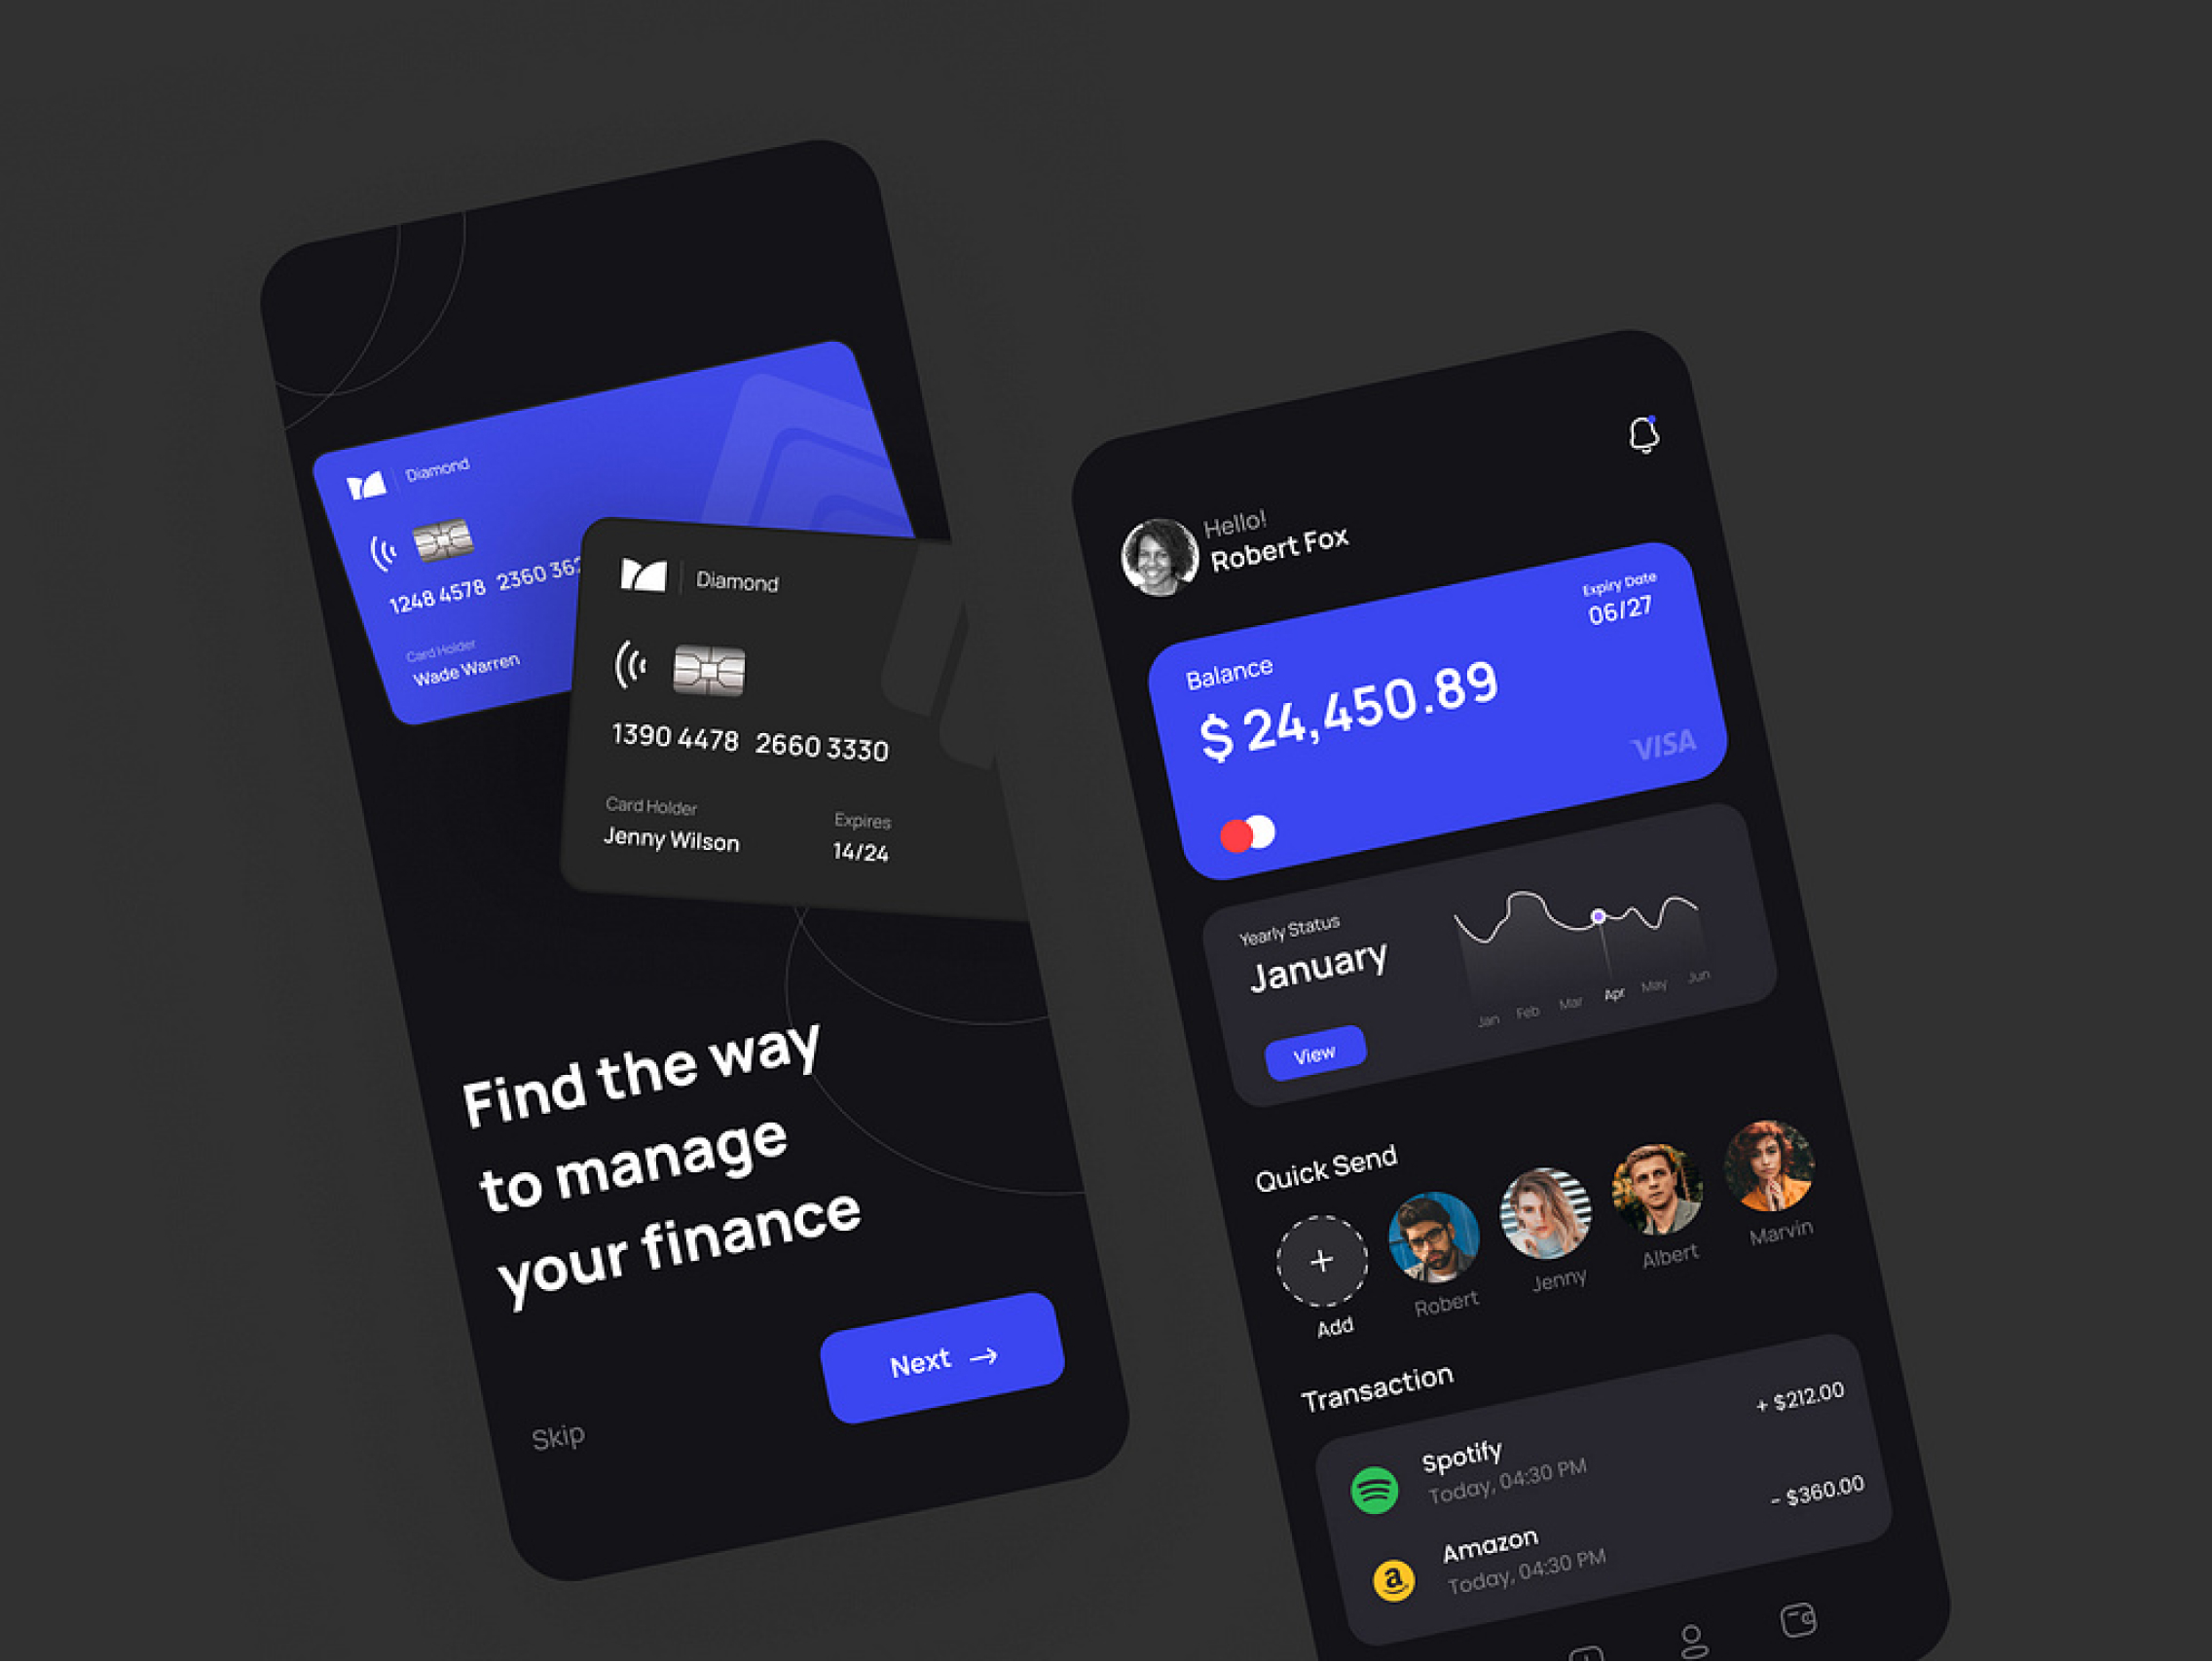 Diamond
1248 4578 2360 362
Card Holder
Wade Warren
Diamond
1390 4478 2660 3330
Card Holder
Expires
Jenny Wilson
14/24
Find the way
to manage
your finance
Next →
Skip
Hello!
Robert Fox
Expiry Date
06/27
Balance
$ 24,450.89
VISA
Yearly Status
January
Jan Feb Mar Apr May Jun
View
Quick Send
+
Add
Robert
Jenny
Albert
Marvin
Transaction
Spotify
+ $212.00
Today, 04:30 PM
Amazon
- $360.00
Today, 04:30 PM
a